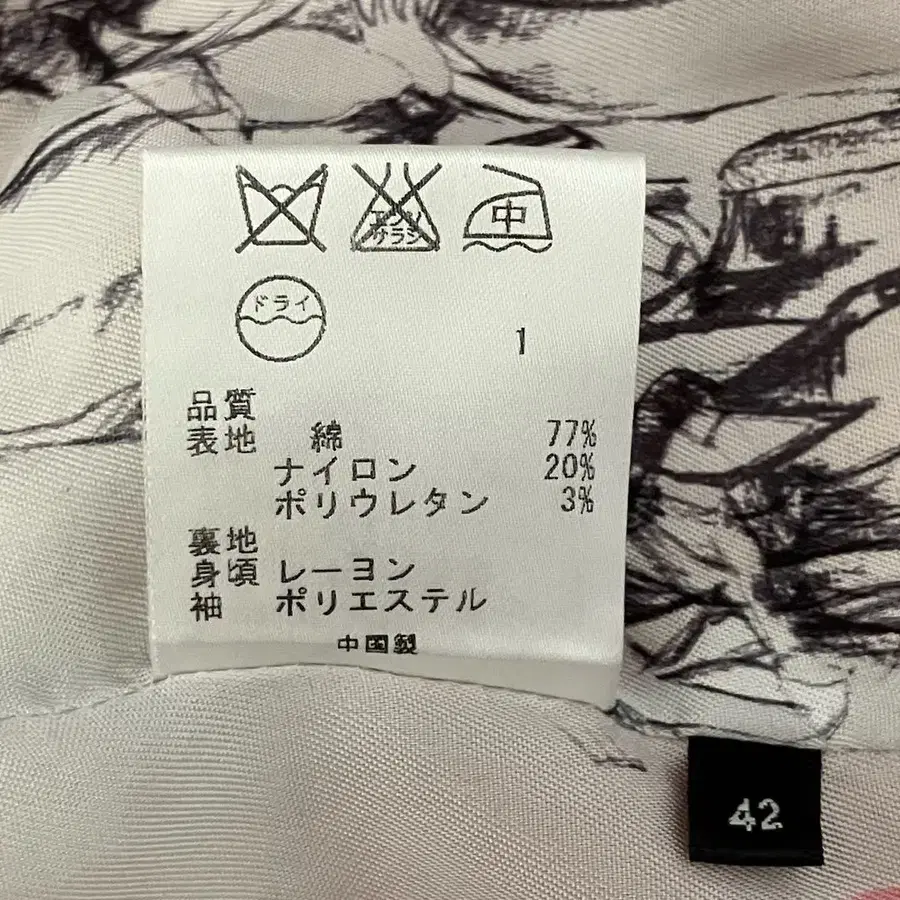 エンソ
サラシ
中
ドライ
1
品質
表地 綿 77%
ナイロン 20%
ポリウレタン 3%
裏地
身頃 レーヨン
袖 ポリエステル
中国製
42